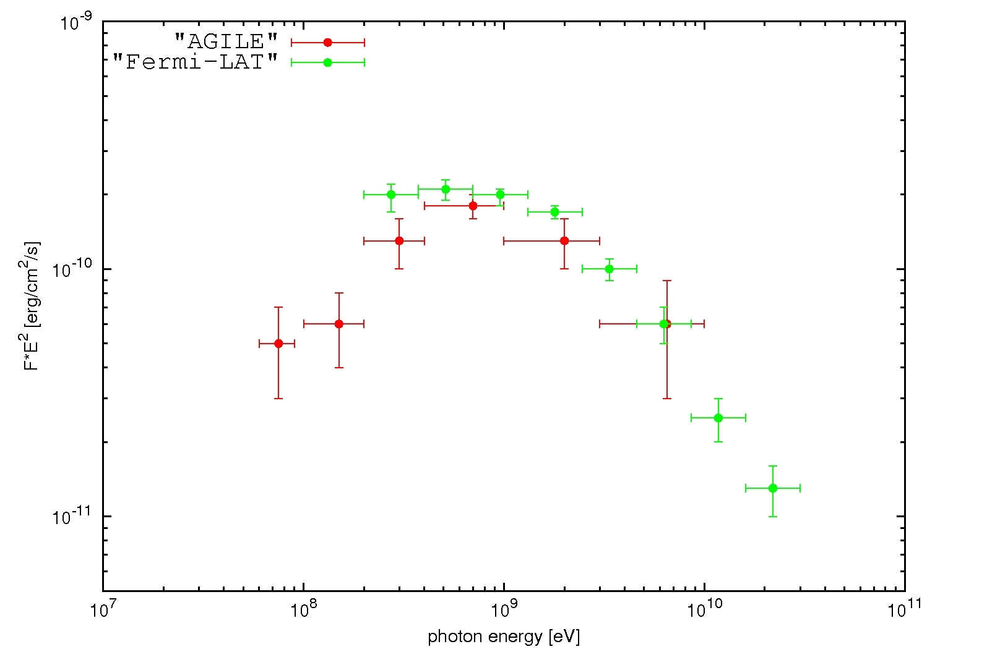 "AGILE"
"Fermi-LAT"
10^-9
10^-10
10^-11
F*E^2 [erg/cm^2/s]
10^7 10^8 10^9 10^10 10^11
photon energy [eV]